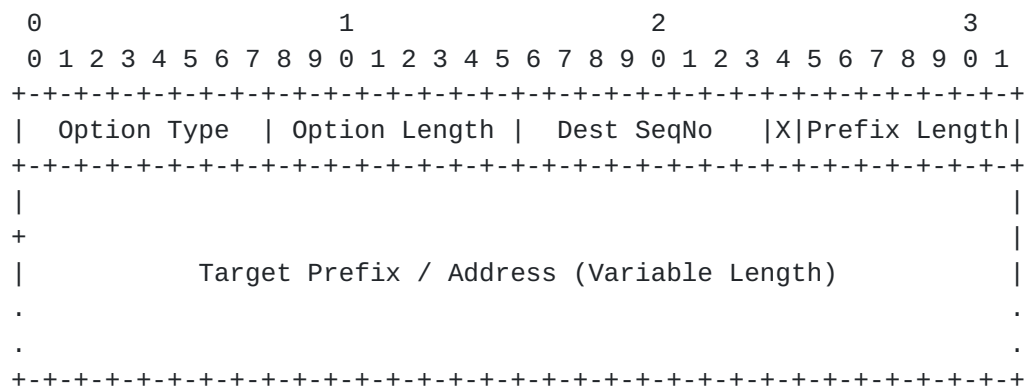 0                   1                   2                   3
 0 1 2 3 4 5 6 7 8 9 0 1 2 3 4 5 6 7 8 9 0 1 2 3 4 5 6 7 8 9 0 1
+-+-+-+-+-+-+-+-+-+-+-+-+-+-+-+-+-+-+-+-+-+-+-+-+-+-+-+-+-+-+-+-+
|  Option Type  | Option Length |  Dest SeqNo   |X|Prefix Length|
+-+-+-+-+-+-+-+-+-+-+-+-+-+-+-+-+-+-+-+-+-+-+-+-+-+-+-+-+-+-+-+-+
|                                                               |
+                                                               |
|           Target Prefix / Address (Variable Length)           |
.                                                               .
.                                                               .
+-+-+-+-+-+-+-+-+-+-+-+-+-+-+-+-+-+-+-+-+-+-+-+-+-+-+-+-+-+-+-+-+